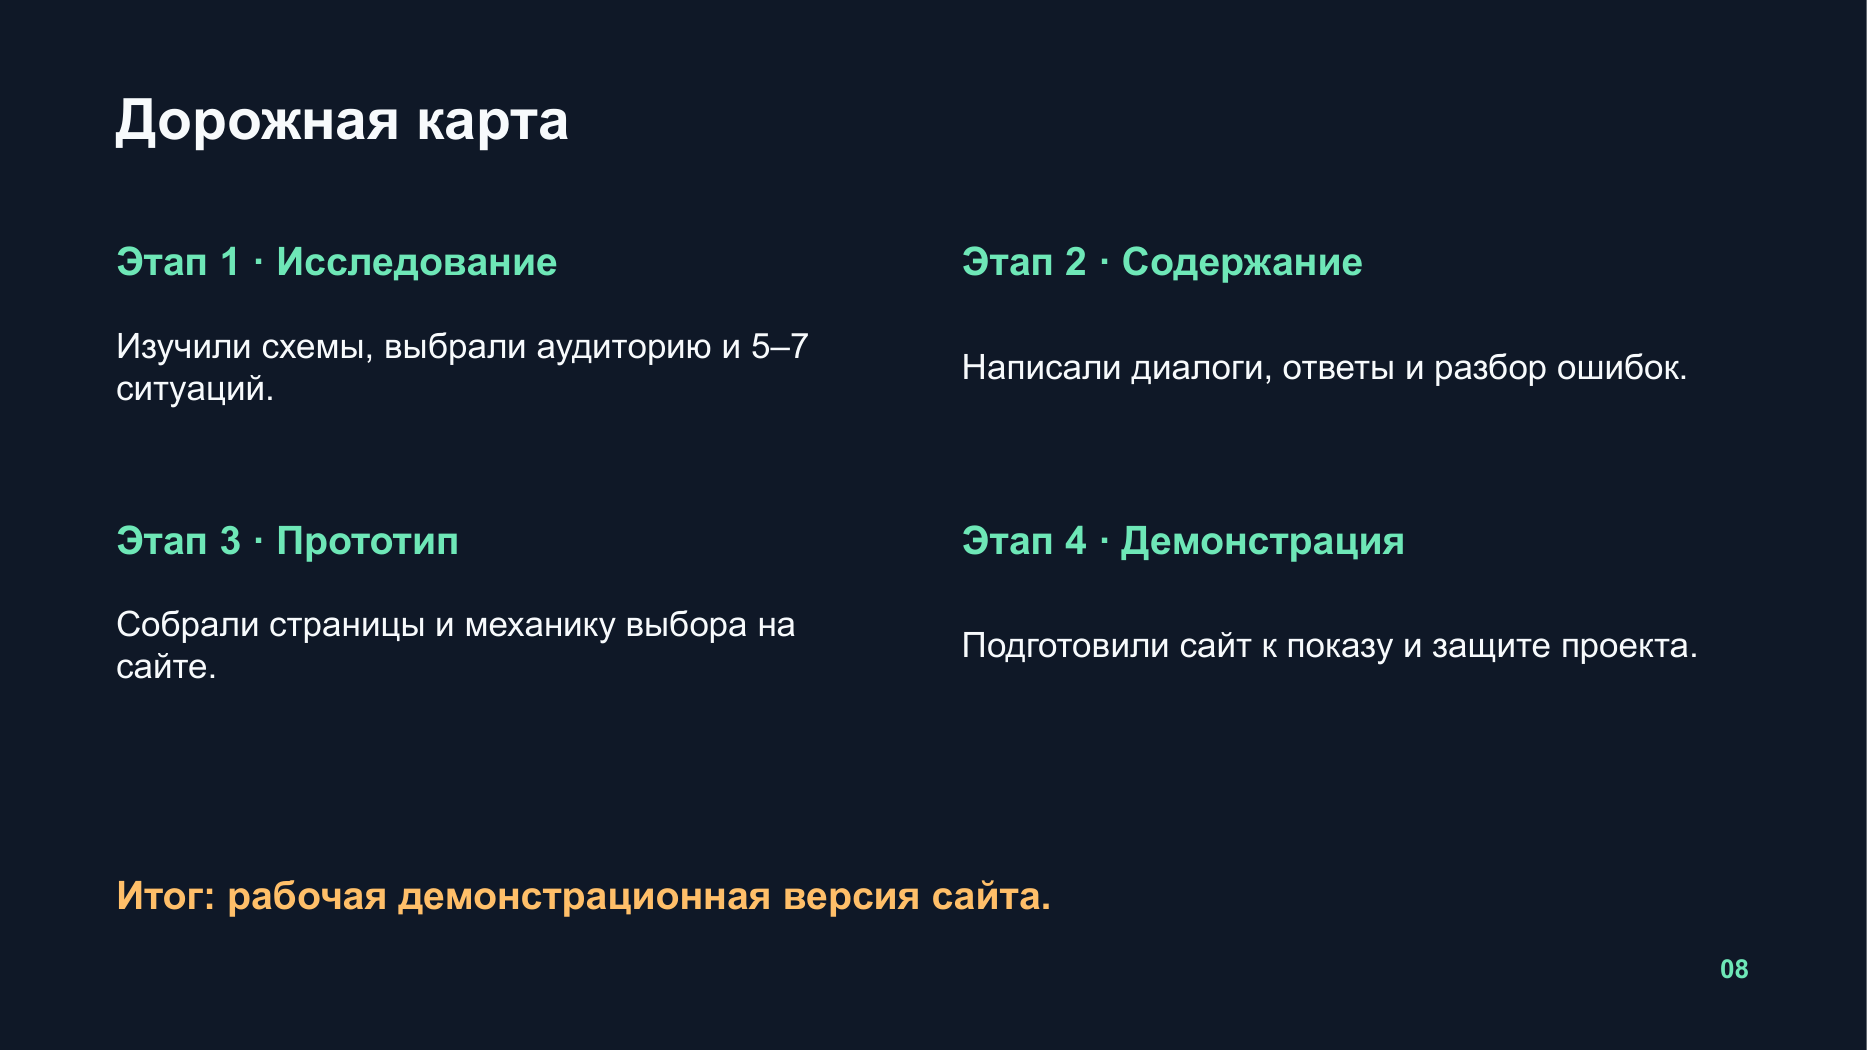 Дорожная карта
Этап 1 · Исследование
Изучили схемы, выбрали аудиторию и 5–7
ситуаций.
Этап 2 · Содержание
Написали диалоги, ответы и разбор ошибок.
Этап 3 · Прототип
Собрали страницы и механику выбора на
сайте.
Этап 4 · Демонстрация
Подготовили сайт к показу и защите проекта.
Итог: рабочая демонстрационная версия сайта.
08